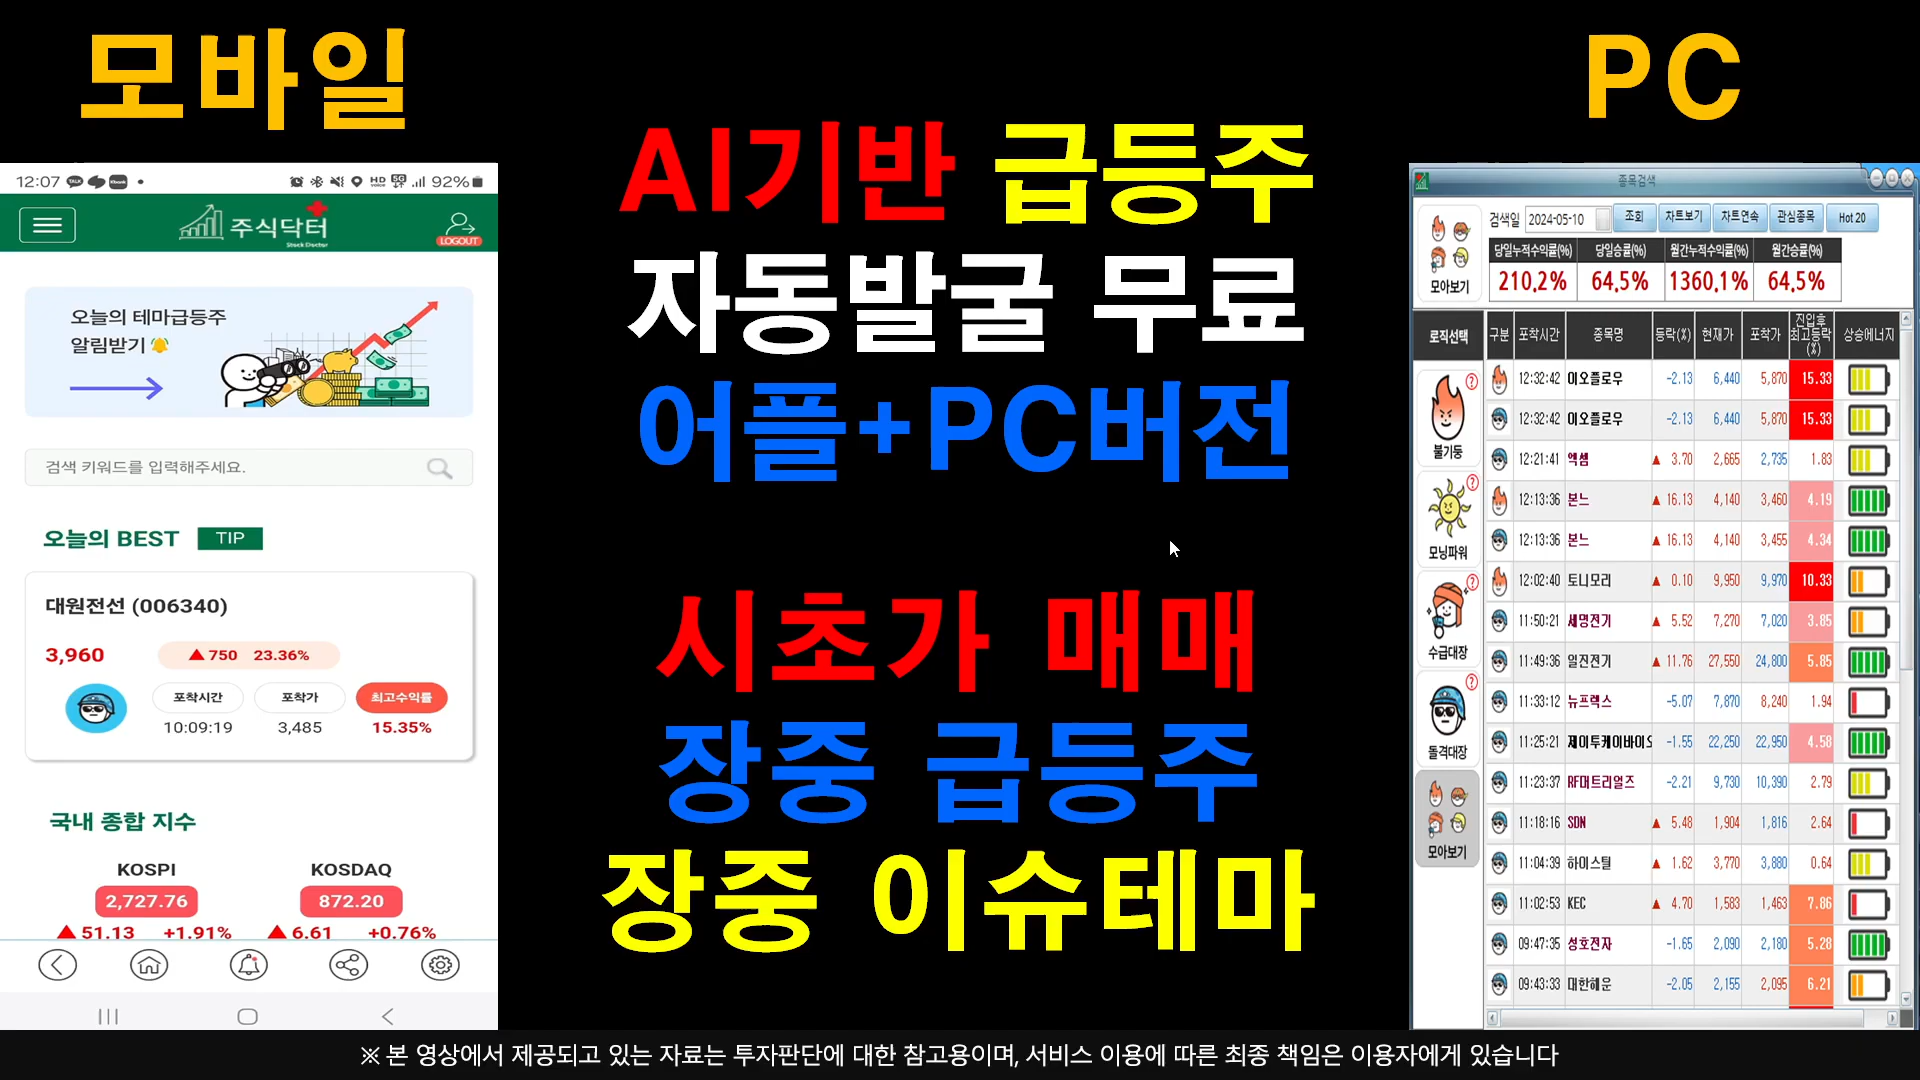 모바일
PC
AI기반 급등주
자동발굴 무료
어플+PC버전
시초가 매매
장중 급등주
장중 이슈테마
12:07
92%
주식닥터
Stock Doctor
LOGOUT
오늘의 테마급등주
알림받기
검색 키워드를 입력해주세요.
오늘의 BEST TIP
대원전선 (006340)
3,960 ▲ 750 23.36%
포착시간 포착가 최고수익률
10:09:19 3,485 15.35%
국내 종합 지수
KOSPI KOSDAQ
2,727.76 872.20
▲ 51.13 +1.91% ▲ 6.61 +0.76%
종목검색
검색일 2024-05-10 조회 차트보기 차트연속 관심종목 Hot 20
당일누적수익률(%) 당일승률(%) 월간누적수익률(%) 월간승률(%)
210,2% 64,5% 1360,1% 64,5%
모아보기
로직선택
불기둥
모닝파워
수급대장
돌격대장
모아보기
구분 포착시간 종목명 등락(%) 현재가 포착가 진입후 최고등락 (%) 상승에너지
12:32:42 이오플로우 -2.13 6,440 5,870 15.33
12:32:42 이오플로우 -2.13 6,440 5,870 15.33
12:21:41 엑셈 ▲ 3.70 2,665 2,735 1.83
12:13:36 본느 ▲ 16.13 4,140 3,460 4.19
12:13:36 본느 ▲ 16.13 4,140 3,455 4.34
12:02:40 토니모리 ▲ 0.10 9,950 9,970 10.33
11:50:21 세명전기 ▲ 5.52 7,270 7,020 3.85
11:49:36 일진전기 ▲ 11.76 27,550 24,800 5.85
11:33:12 뉴프렉스 -5.07 7,870 8,240 1.94
11:25:21 제이투케이바이오 -1.55 22,250 22,950 4.58
11:23:37 RF머트리얼즈 -2.21 9,730 10,390 2.79
11:18:16 SDN ▲ 5.48 1,904 1,816 2.64
11:04:39 하이스틸 ▲ 1.62 3,770 3,880 0.64
11:02:53 KEC ▲ 4.70 1,583 1,463 7.86
09:47:35 성호전자 -1.65 2,090 2,180 5.28
09:43:33 대한해운 -2.05 2,155 2,095 6.21
※ 본 영상에서 제공되고 있는 자료는 투자판단에 대한 참고용이며, 서비스 이용에 따른 최종 책임은 이용자에게 있습니다